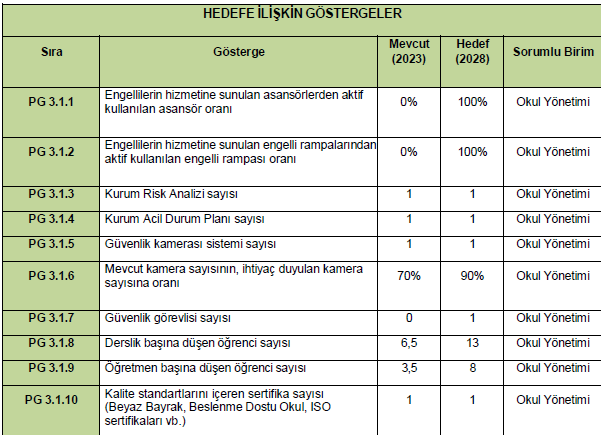 HEDEFE İLİŞKİN GÖSTERGELER
Sıra Gösterge Mevcut (2023) Hedef (2028) Sorumlu Birim
PG 3.1.1 Engellilerin hizmetine sunulan asansörlerden aktif
kullanılan asansör oranı 0% 100% Okul Yönetimi
PG 3.1.2 Engellilerin hizmetine sunulan engelli rampalarından
aktif kullanılan engelli rampası oranı 0% 100% Okul Yönetimi
PG 3.1.3 Kurum Risk Analizi sayısı 1 1 Okul Yönetimi
PG 3.1.4 Kurum Acil Durum Planı sayısı 1 1 Okul Yönetimi
PG 3.1.5 Güvenlik kamerası sistemi sayısı 1 1 Okul Yönetimi
PG 3.1.6 Mevcut kamera sayısının, ihtiyaç duyulan kamera
sayısına oranı 70% 90% Okul Yönetimi
PG 3.1.7 Güvenlik görevlisi sayısı 0 1 Okul Yönetimi
PG 3.1.8 Derslik başına düşen öğrenci sayısı 6,5 13 Okul Yönetimi
PG 3.1.9 Öğretmen başına düşen öğrenci sayısı 3,5 8 Okul Yönetimi
PG 3.1.10 Kalite standartlarını içeren sertifika sayısı
(Beyaz Bayrak, Beslenme Dostu Okul, ISO
sertifikaları vb.) 1 1 Okul Yönetimi